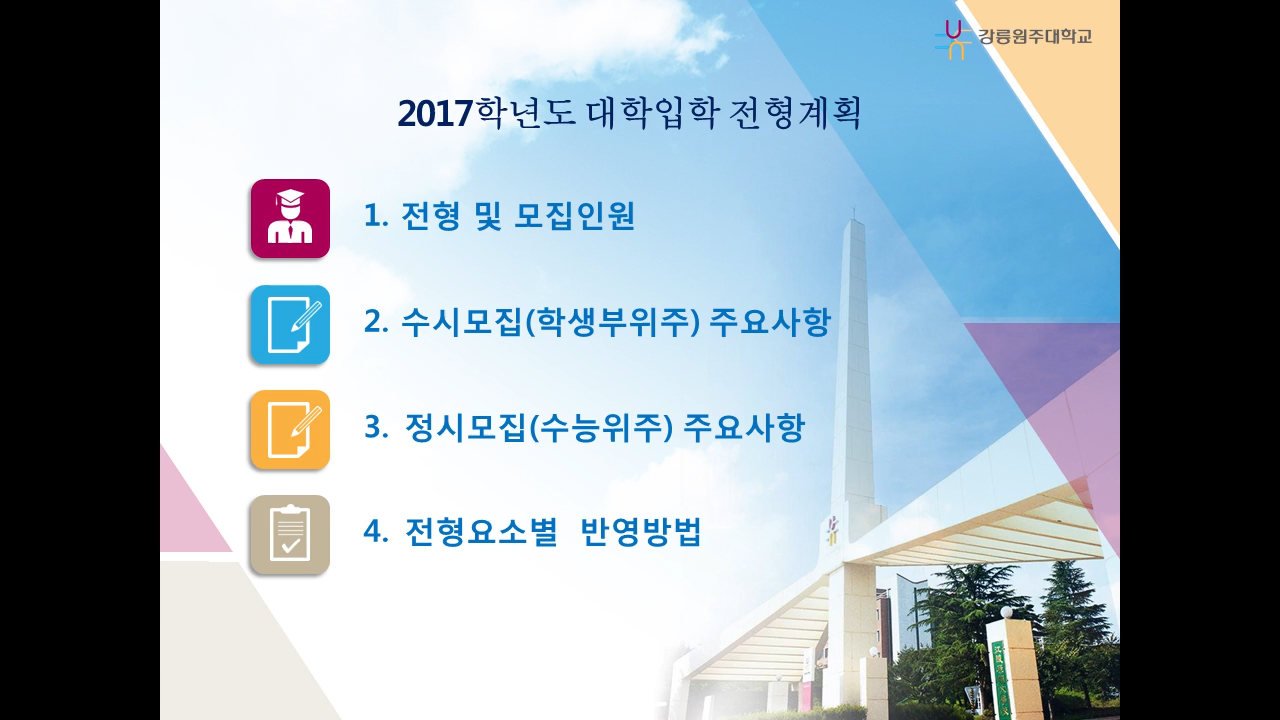 강릉원주대학교
2017학년도 대학입학 전형계획
1. 전형 및 모집인원
2. 수시모집(학생부위주) 주요사항
3. 정시모집(수능위주) 주요사항
4. 전형요소별 반영방법